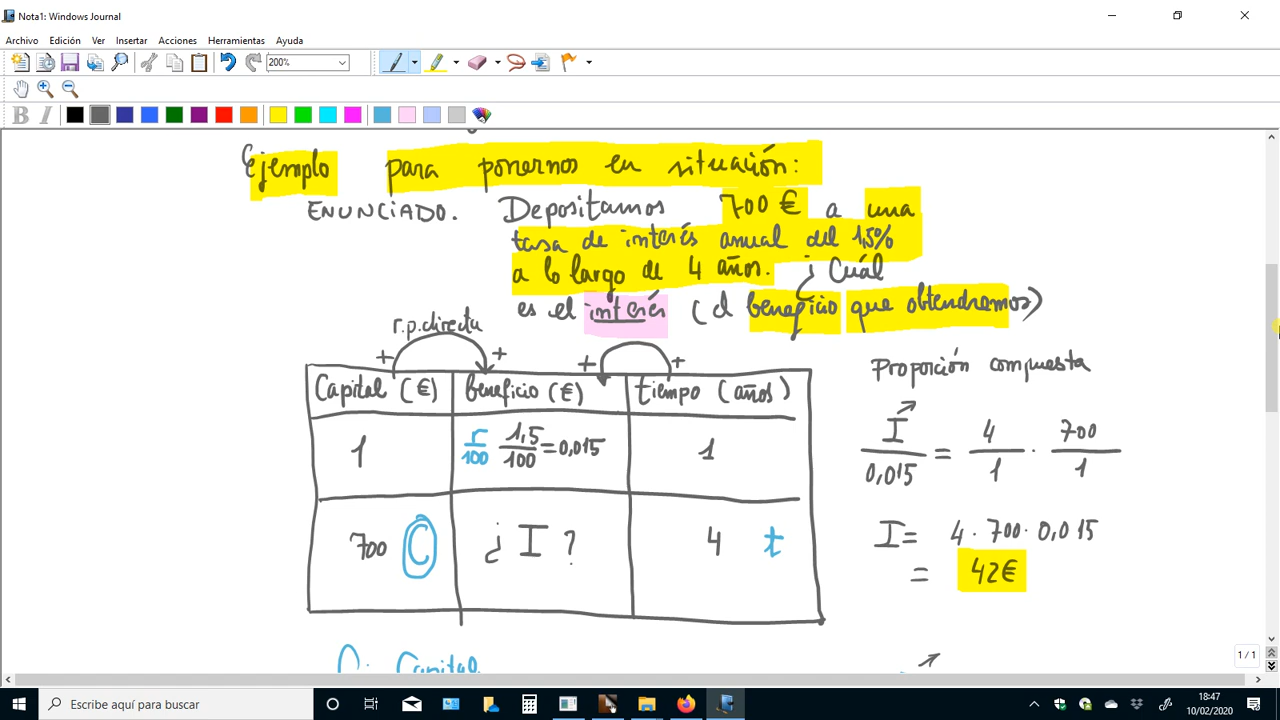 Nota1: Windows Journal
Archivo Edición Ver Insertar Acciones Herramientas Ayuda
200%
B I
Ejemplo para ponernos en situación:
ENUNCIADO. Depositamos 700 € a una
tasa de interés anual del 1,5%
a lo largo de 4 años. ¿Cuál
es el interés (el beneficio que obtendremos)
r.p.directa
+ + + +
Capital (€) beneficio (€) tiempo (años)
1 r/100 1,5/100 = 0,015 1
700 C ¿ I ? 4 t
Proporción compuesta
I/0,015 = 4/1 · 700/1
I = 4 · 700 · 0,015
= 42€
C: Capital
1 / 1
Escribe aquí para buscar
18:47
10/02/2020